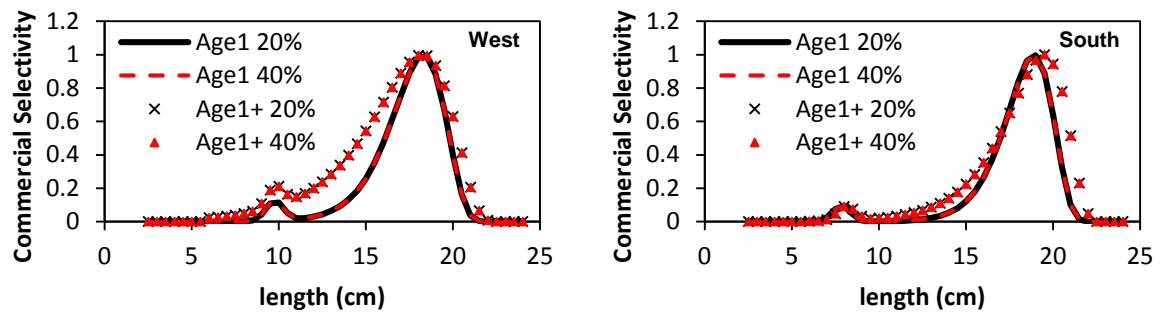 Commercial Selectivity
1.2
1
0.8
0.6
0.4
0.2
0
Age1 20%
Age1 40%
Age1+ 20%
Age1+ 40%
West
0 5 10 15 20 25
length (cm)
Commercial Selectivity
1.2
1
0.8
0.6
0.4
0.2
0
Age1 20%
Age1 40%
Age1+ 20%
Age1+ 40%
South
0 5 10 15 20 25
length (cm)